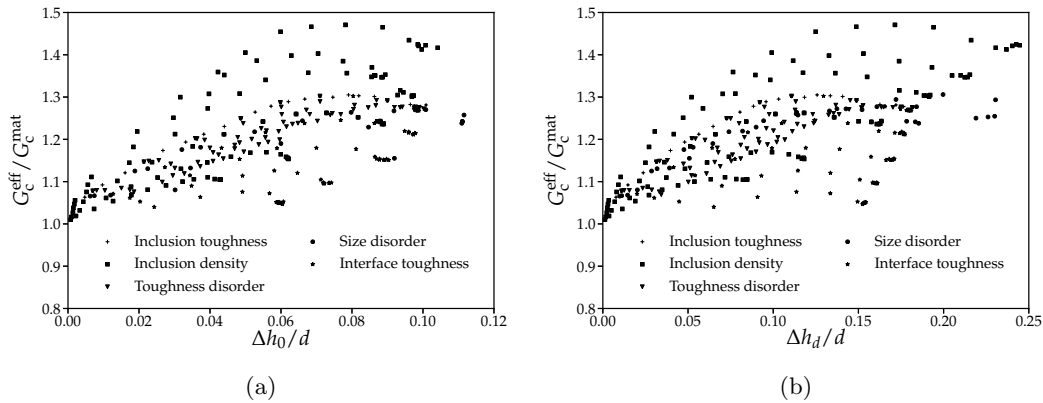 1.5
1.4
1.3
1.2
1.1
1.0
0.9
0.8
G_c^eff / G_c^mat
Inclusion toughness
Inclusion density
Toughness disorder
Size disorder
Interface toughness
0.00 0.02 0.04 0.06 0.08 0.10 0.12
Δh_0/d
(a)
1.5
1.4
1.3
1.2
1.1
1.0
0.9
0.8
G_c^eff / G_c^mat
Inclusion toughness
Inclusion density
Toughness disorder
Size disorder
Interface toughness
0.00 0.05 0.10 0.15 0.20 0.25
Δh_d/d
(b)